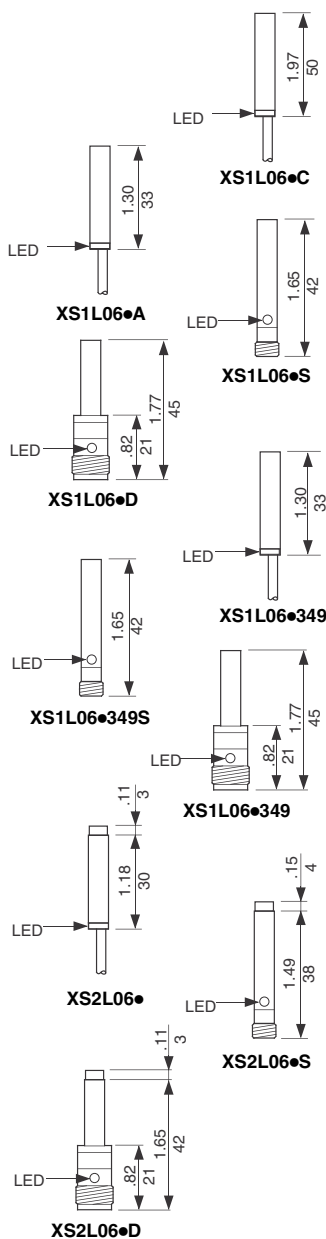 1.97
50
LED
XS1L06●C
1.30
33
LED
XS1L06●A
1.65
42
LED
XS1L06●S
1.77
45
.82
21
LED
XS1L06●D
1.30
33
LED
XS1L06●349
1.65
42
LED
XS1L06●349S
1.77
45
.82
21
LED
XS1L06●349
.11
3
1.18
30
LED
XS2L06●
.15
4
1.49
38
LED
XS2L06●S
.11
3
1.65
42
.82
21
LED
XS2L06●D